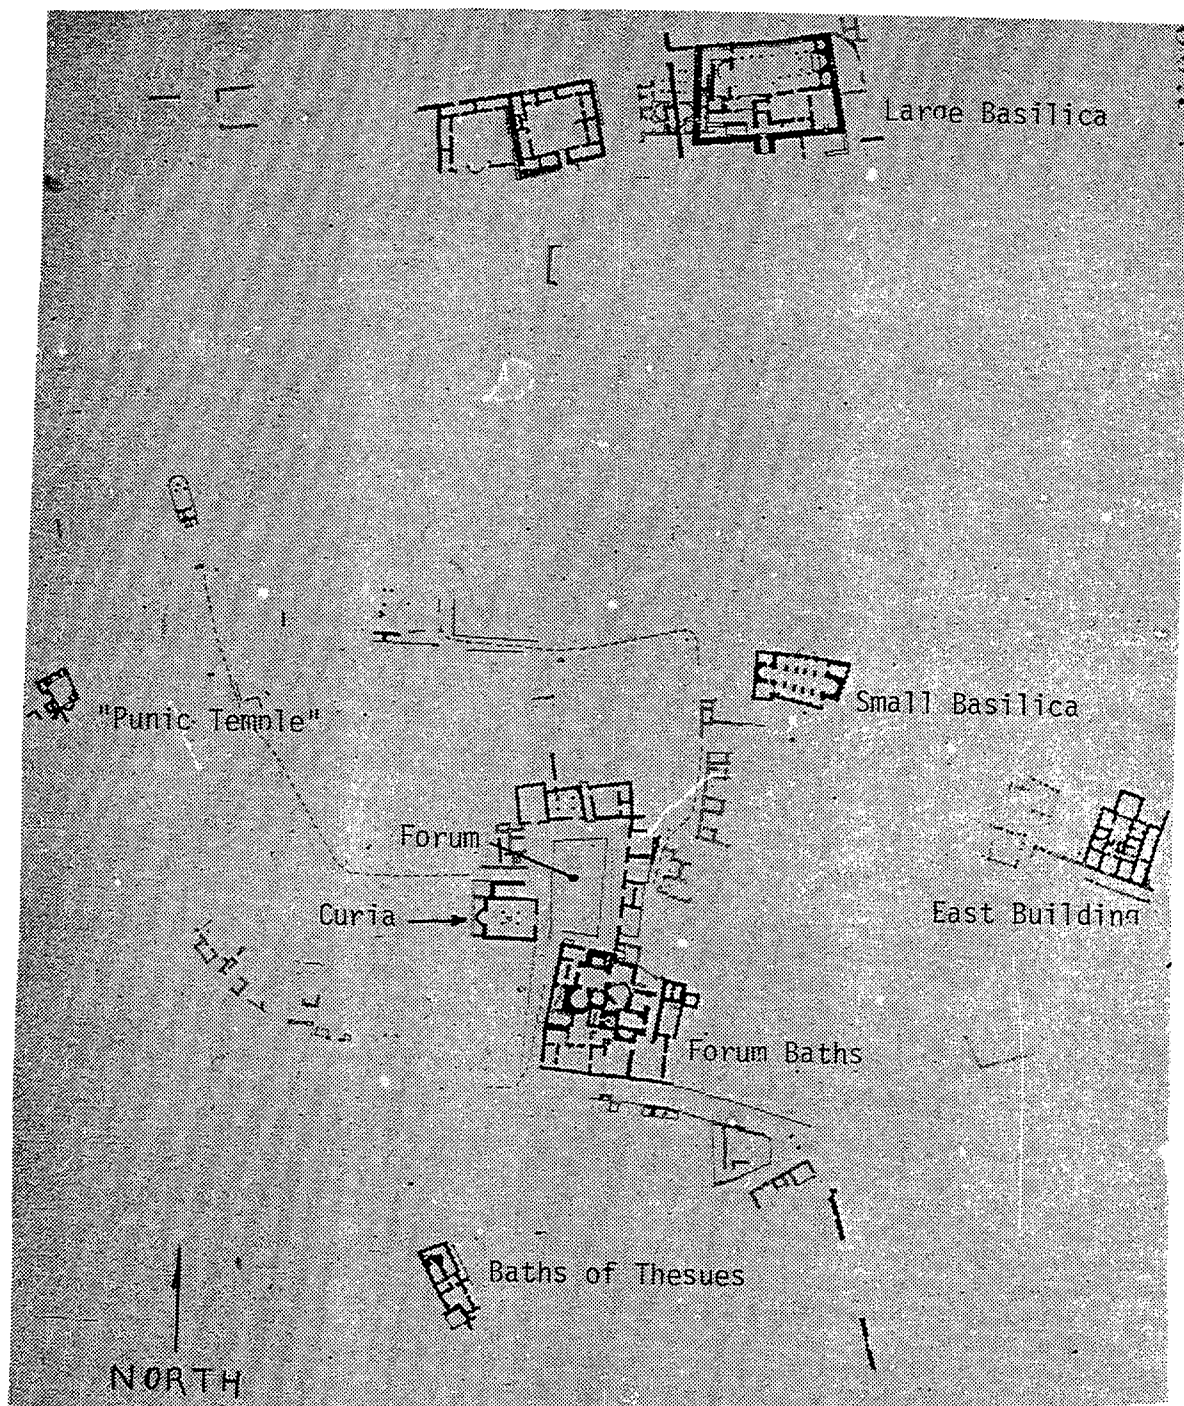 Large Basilica
"Punic Temple"
Small Basilica
Forum
Curia
East Building
Forum Baths
Baths of Thesues
NORTH